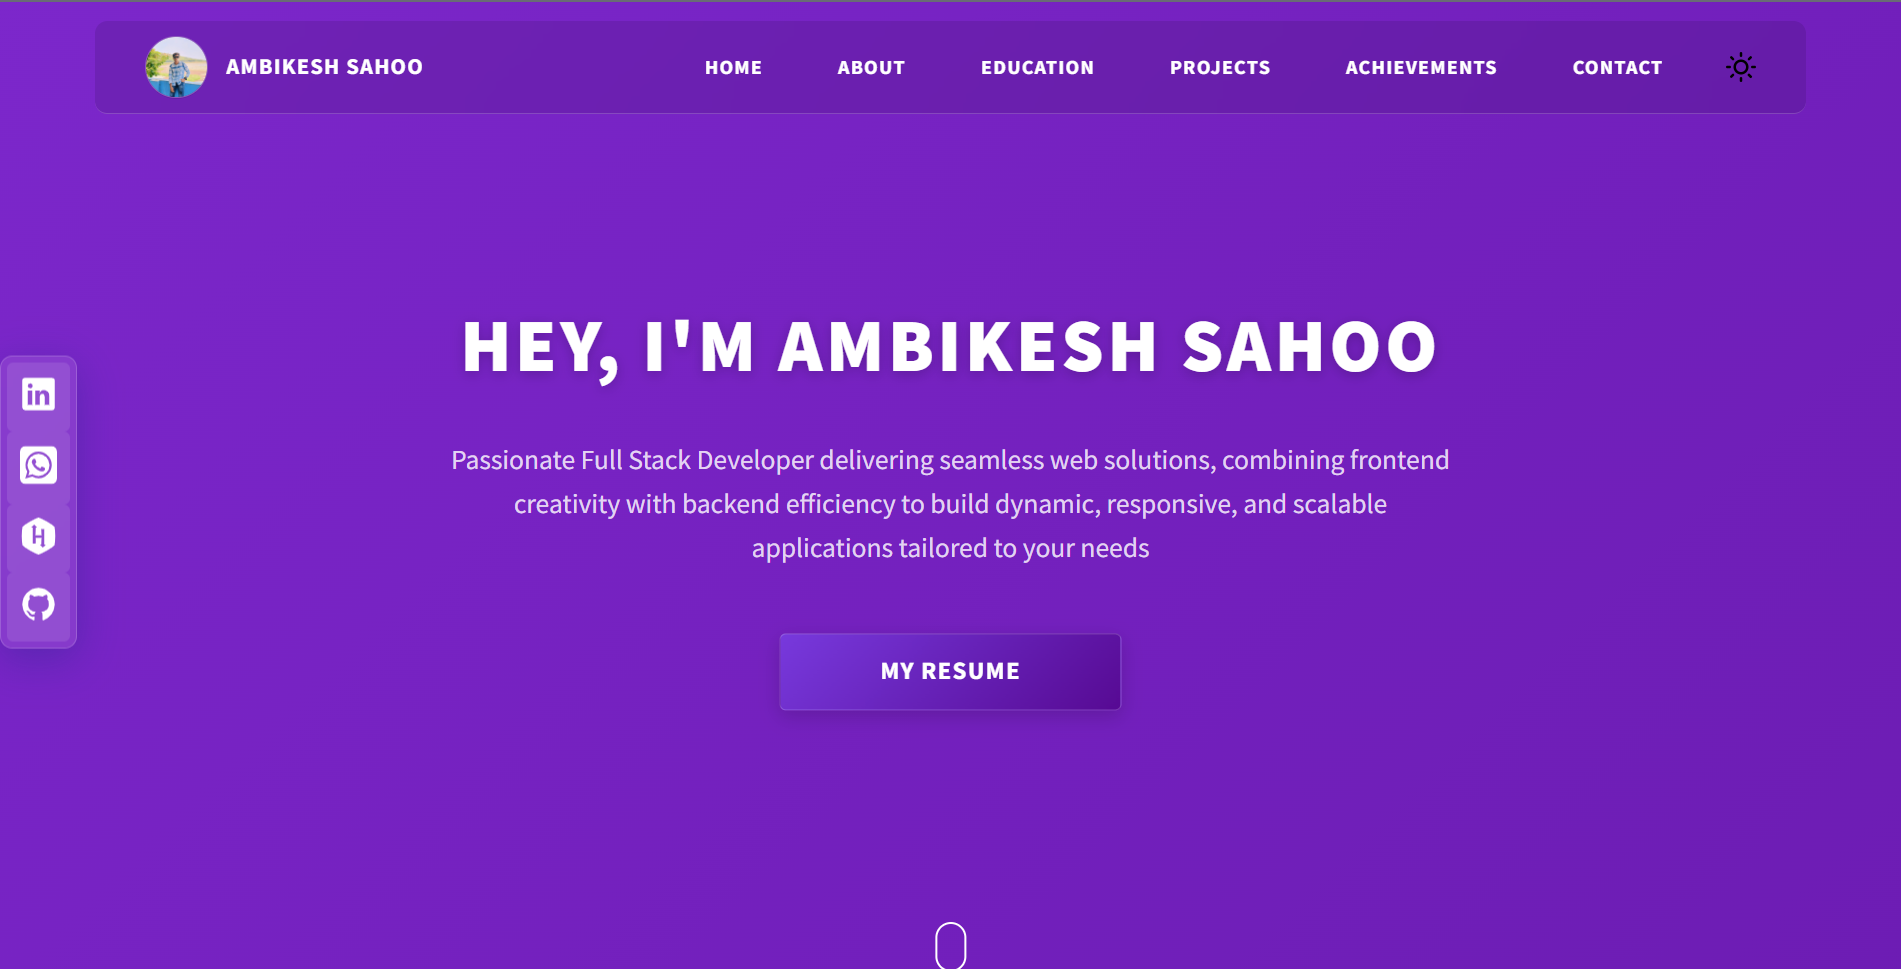 AMBIKESH SAHOO
HOME ABOUT EDUCATION PROJECTS ACHIEVEMENTS CONTACT
HEY, I'M AMBIKESH SAHOO
in
H
Passionate Full Stack Developer delivering seamless web solutions, combining frontend
creativity with backend efficiency to build dynamic, responsive, and scalable
applications tailored to your needs
MY RESUME